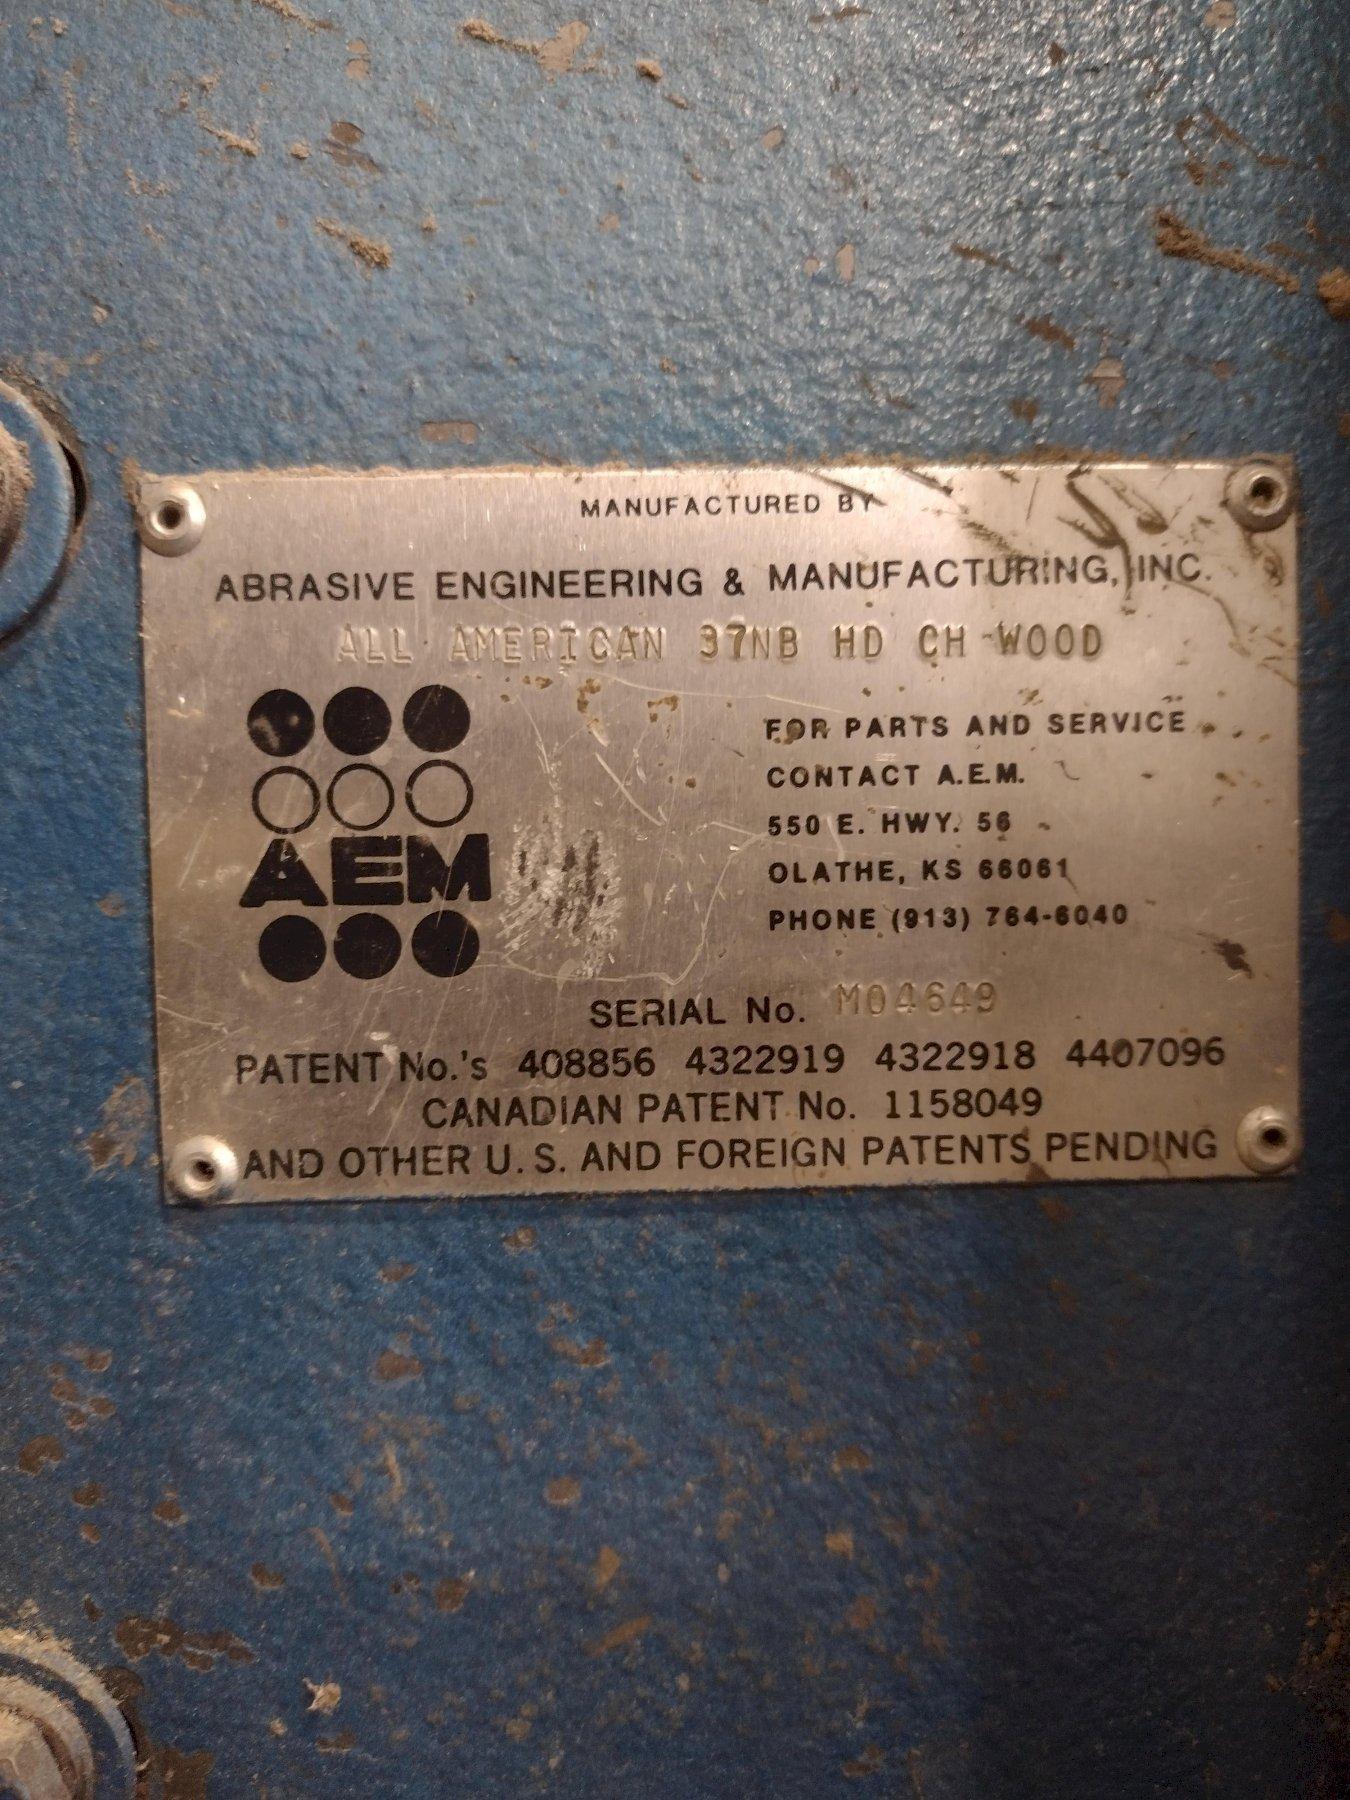 MANUFACTURED BY
ABRASIVE ENGINEERING & MANUFACTURING, INC.
ALL AMERICAN 37NB HD CH WOOD
AEM
FOR PARTS AND SERVICE
CONTACT A.E.M.
550 E. HWY. 56
OLATHE, KS 66061
PHONE (913) 764-6040
SERIAL No. M04649
PATENT No.'s 408856 4322919 4322918 4407096
CANADIAN PATENT No. 1158049
AND OTHER U.S. AND FOREIGN PATENTS PENDING